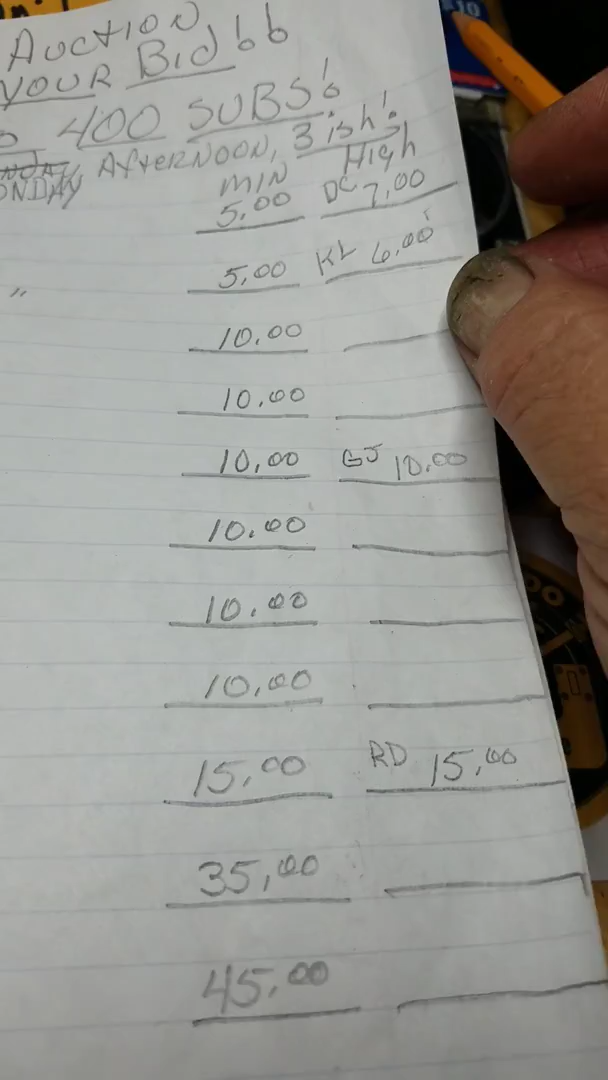 AUCTION
YOUR BID!!
400 SUBS!
MONDAY AFTERNOON, 3ish!
MIN High
5.00 DC 7.00
" 5.00 KL 6.00
10.00
10.00
10.00 GJ 10.00
10.00
10.00
10.00
15.00 RD 15.00
35.00
45.00
10